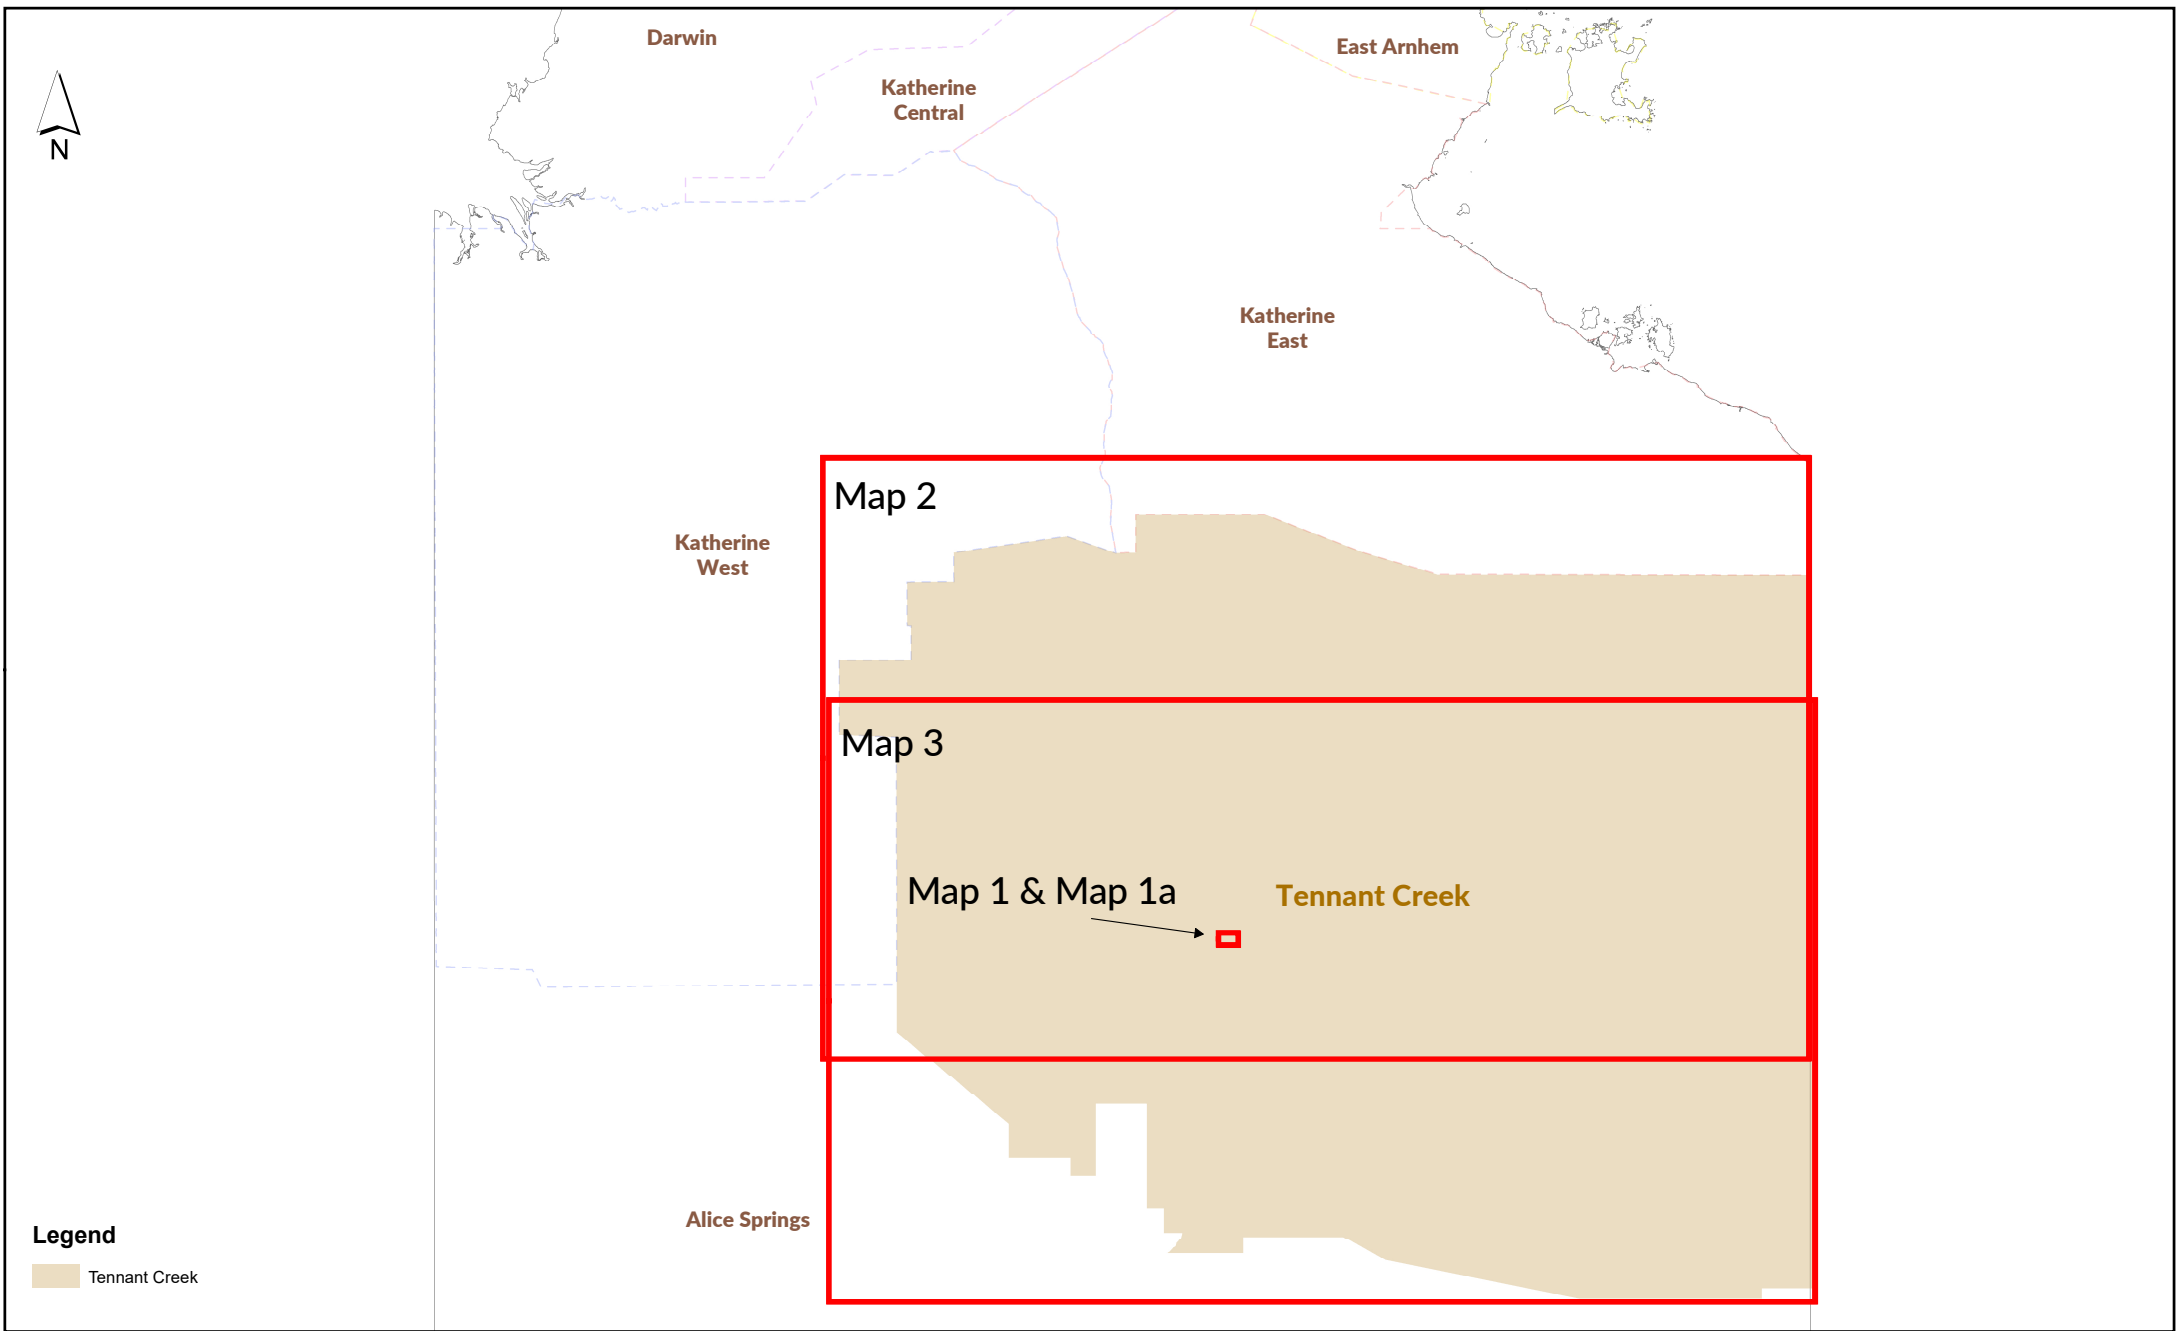 Darwin
East Arnhem
Katherine
Central
N
Katherine
East
Map 2
Katherine
West
Map 3
Map 1 & Map 1a
Tennant Creek
Alice Springs
Legend
Tennant Creek